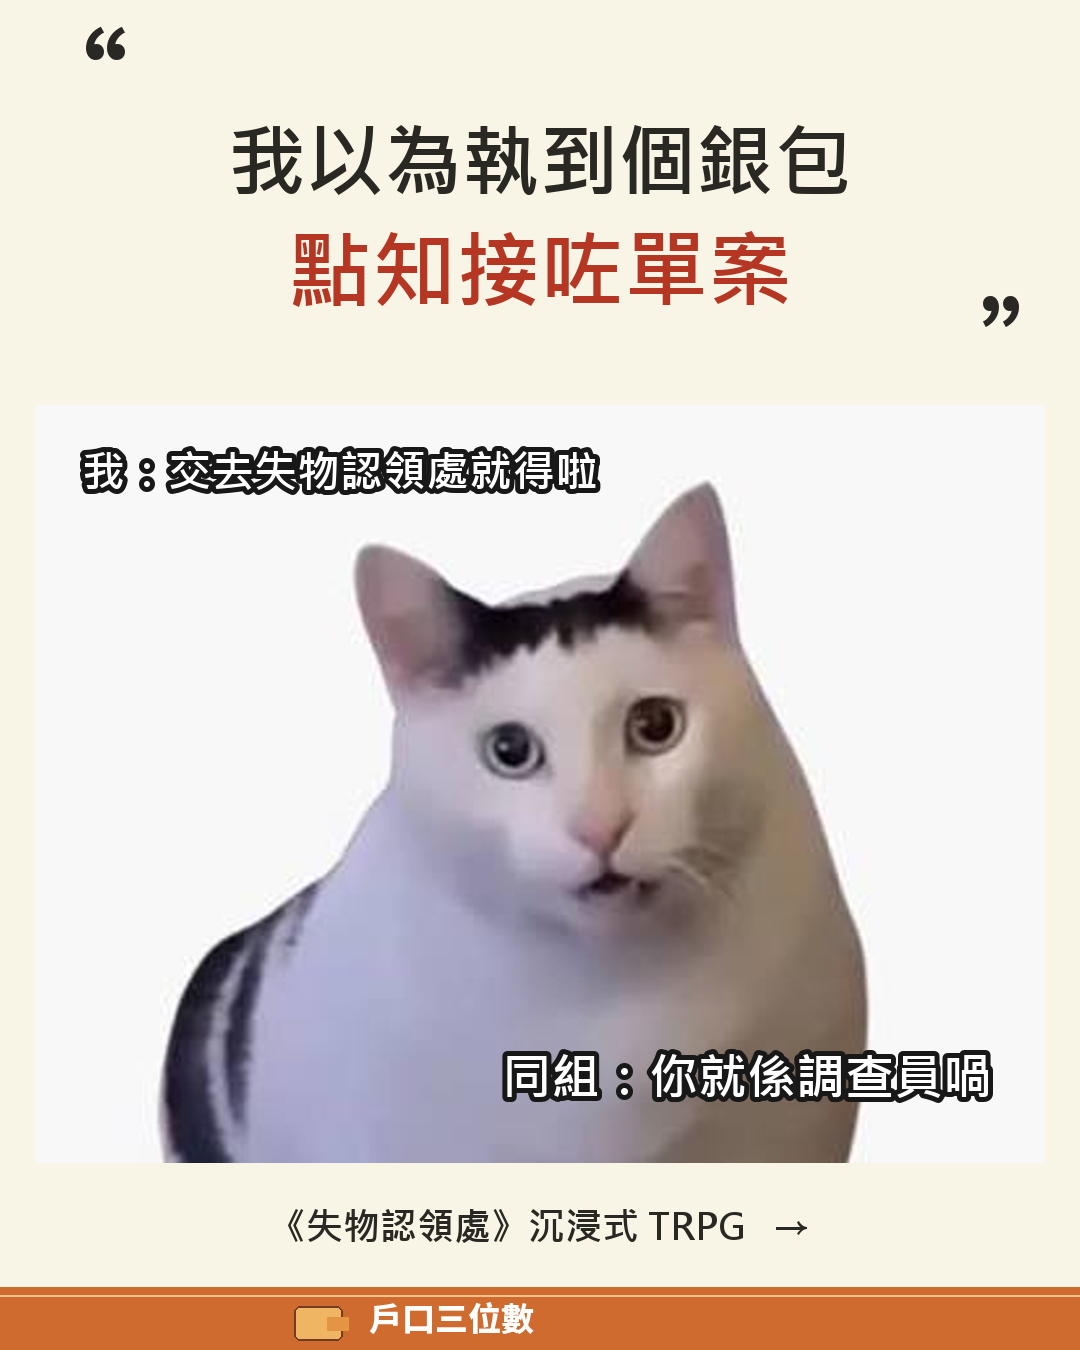 “
我以為執到個銀包
點知接咗單案
”
我：交去失物認領處就得啦
同組：你就係調查員喎
《失物認領處》沉浸式 TRPG →
戶口三位數